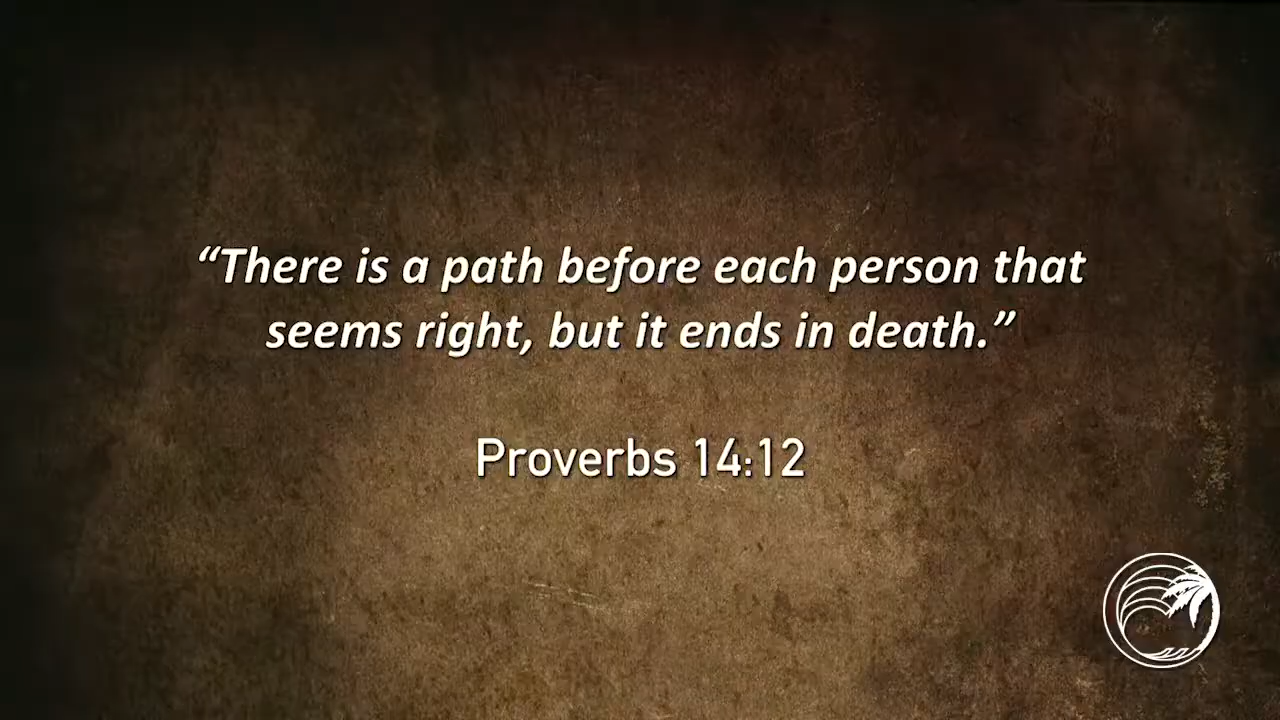 “There is a path before each person that
seems right, but it ends in death.”
Proverbs 14:12